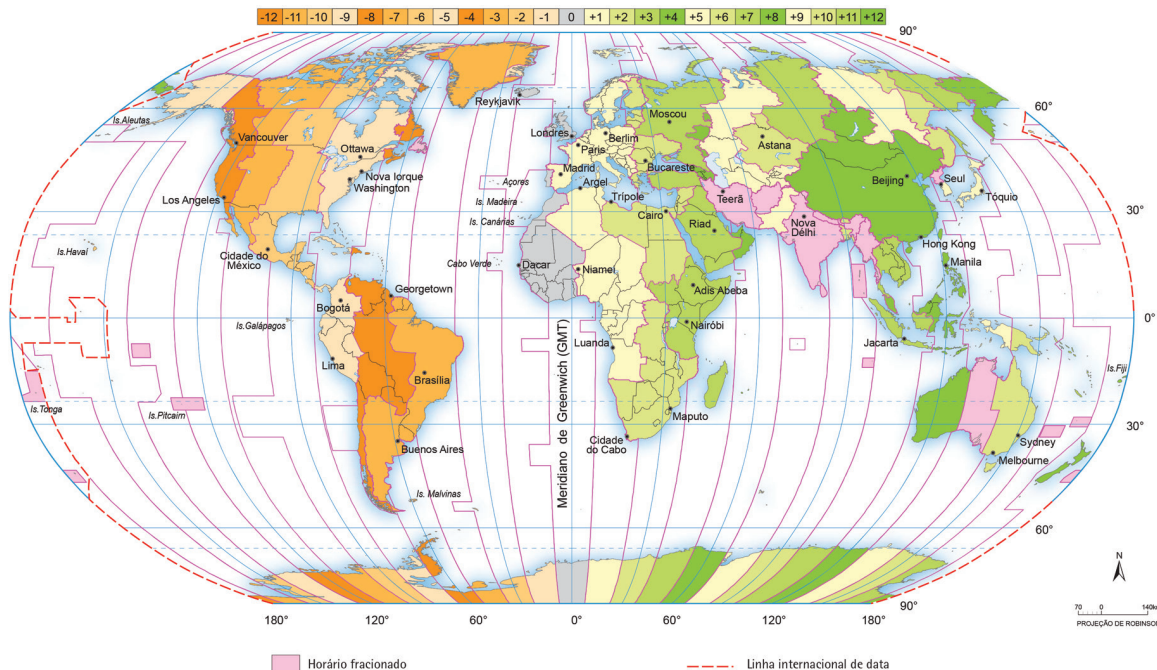 -12 -11 -10 -9 -8 -7 -6 -5 -4 -3 -2 -1 0 +1 +2 +3 +4 +5 +6 +7 +8 +9 +10 +11 +12
90°
Reykjavik
Moscou
60°
Is.Aleutas
Vancouver
Londres
Berlim
Astana
Ottawa
Paris
Nova Iorque
Madrid
Bucareste
Beijing
Seul
Washington
Açores
Argel
Teerã
Tóquio
Los Angeles
Is. Madeira
Trípole
Nova
Délhi
30°
Is. Canárias
Cairo
Riad
Is.Havaí
Hong Kong
Cidade do
México
Cabo Verde
Dacar
Niamei
Manila
Georgetown
Adis Abeba
Bogotá
Is.Galápagos
0°
Nairóbi
Luanda
Jacarta
Lima
Brasília
Meridiano de Greenwich (GMT)
Is.Fiji
Is.Tonga
Is.Pitcairn
Maputo
30°
Buenos Aires
Cidade
do Cabo
Sydney
Melbourne
Is. Malvinas
60°
N
90°
70 0 140km
180° 120° 60° 0° 60° 120° 180°
PROJEÇÃO DE ROBINSON
Horário fracionado
Linha internacional de data